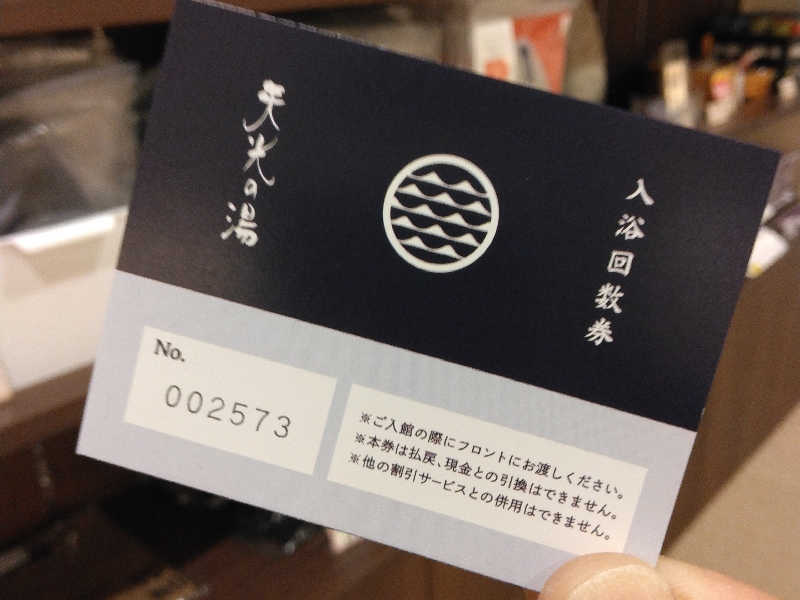 入浴回数券
天光の湯
No.
002573
※ご入館の際にフロントにお渡しください。
※本券は払戻、現金との引換はできません。
※他の割引サービスとの併用はできません。